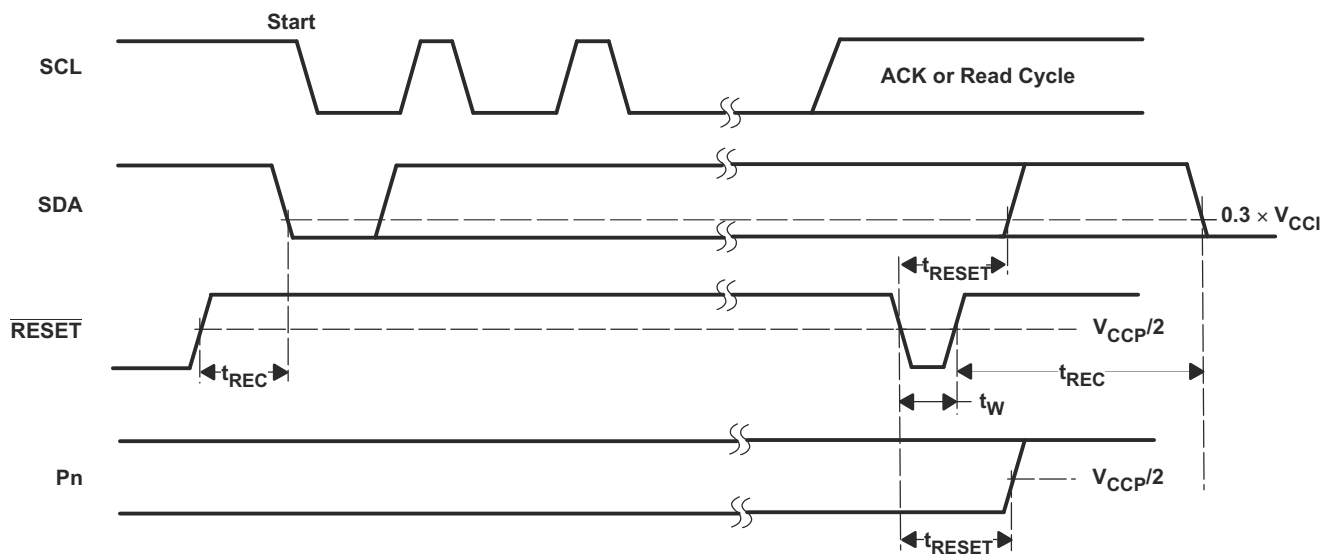 Start
SCL
ACK or Read Cycle
SDA
0.3 × VCCI
tRESET
RESET
VCCP/2
tREC
tREC
tW
Pn
VCCP/2
tRESET